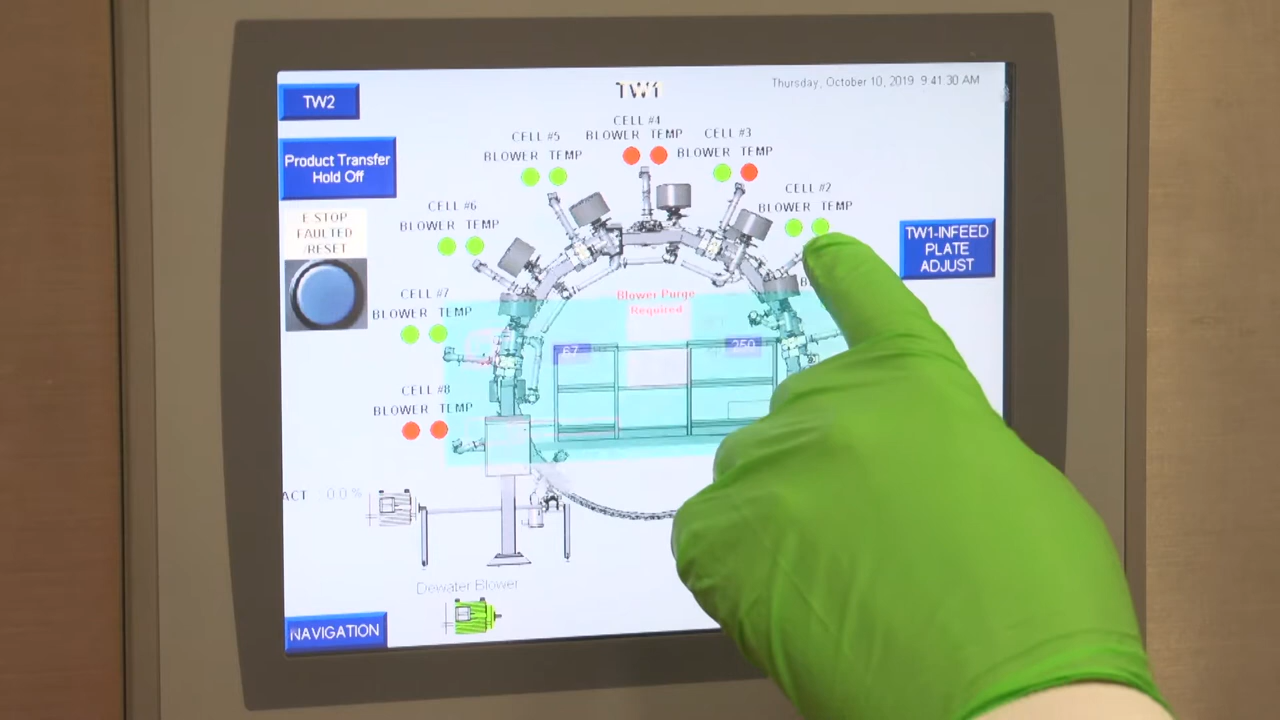 TW2
TW1
Thursday, October 10, 2019 9 41 30 AM
Product Transfer
Hold Off
E STOP
FAULTED
/RESET
CELL #5
BLOWER TEMP
CELL #4
BLOWER TEMP
CELL #3
BLOWER TEMP
CELL #2
BLOWER TEMP
CELL #6
BLOWER TEMP
TW1-INFEED
PLATE
ADJUST
CELL #7
BLOWER TEMP
Blower Purge
Required
67
250
CELL #8
BLOWER TEMP
ACT : 0.0 %
Dewater Blower
NAVIGATION